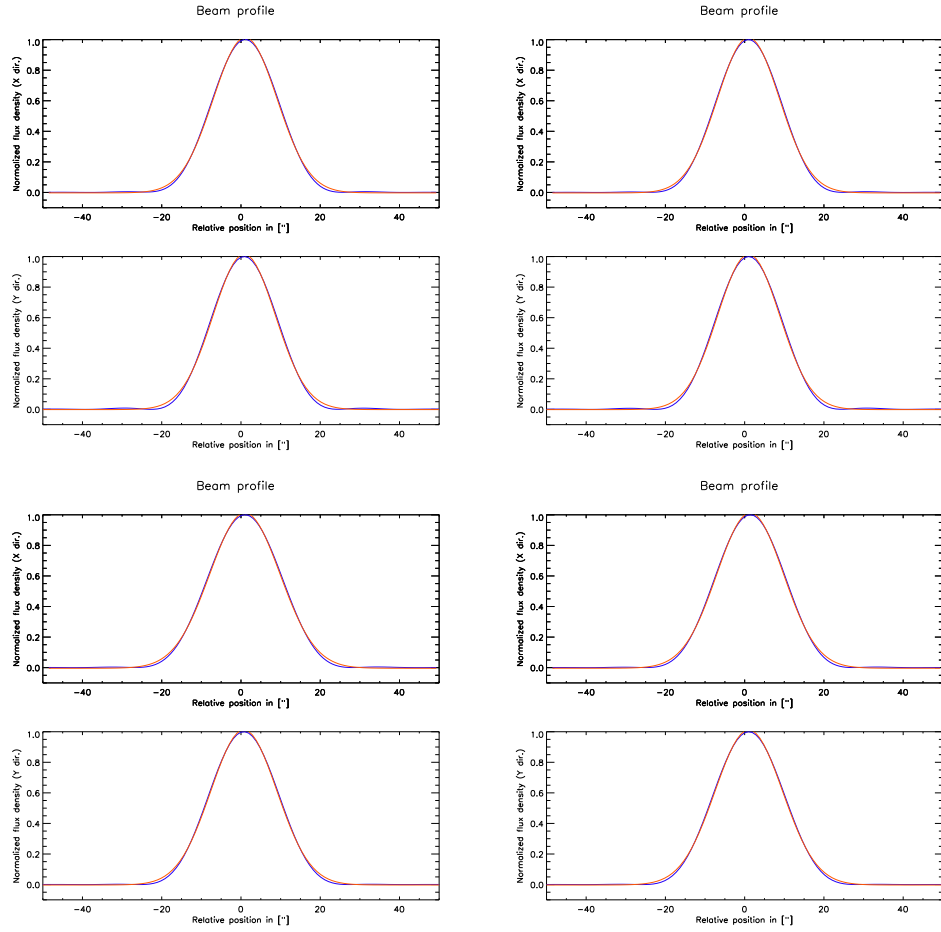 Beam profile
Normalized flux density (X dir.)
1.0
0.8
0.6
0.4
0.2
0.0
−40 −20 0 20 40
Relative position in ["]
Normalized flux density (Y dir.)
1.0
0.8
0.6
0.4
0.2
0.0
−40 −20 0 20 40
Relative position in ["]
Beam profile
Normalized flux density (X dir.)
1.0
0.8
0.6
0.4
0.2
0.0
−40 −20 0 20 40
Relative position in ["]
Normalized flux density (Y dir.)
1.0
0.8
0.6
0.4
0.2
0.0
−40 −20 0 20 40
Relative position in ["]
Beam profile
Normalized flux density (X dir.)
1.0
0.8
0.6
0.4
0.2
0.0
−40 −20 0 20 40
Relative position in ["]
Normalized flux density (Y dir.)
1.0
0.8
0.6
0.4
0.2
0.0
−40 −20 0 20 40
Relative position in ["]
Beam profile
Normalized flux density (X dir.)
1.0
0.8
0.6
0.4
0.2
0.0
−40 −20 0 20 40
Relative position in ["]
Normalized flux density (Y dir.)
1.0
0.8
0.6
0.4
0.2
0.0
−40 −20 0 20 40
Relative position in ["]